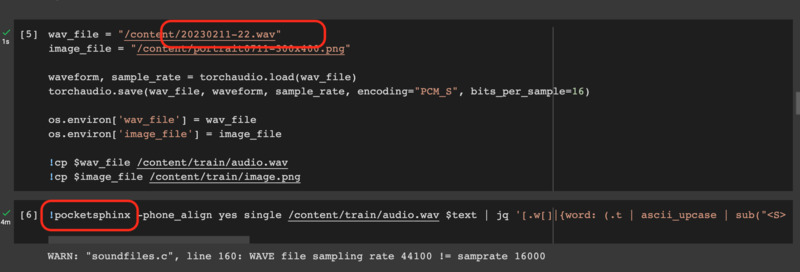 [5] wav_file = "/content/20230211-22.wav"
1s
image_file = "/content/portrait0711-300x400.png"
waveform, sample_rate = torchaudio.load(wav_file)
torchaudio.save(wav_file, waveform, sample_rate, encoding="PCM_S", bits_per_sample=16)
os.environ['wav_file'] = wav_file
os.environ['image_file'] = image_file
!cp $wav_file /content/train/audio.wav
!cp $image_file /content/train/image.png
[6] !pocketsphinx -phone_align yes single /content/train/audio.wav $text | jq '[.w[]|{word: (.t | ascii_upcase | sub("<S>
4m
WARN: "soundfiles.c", line 160: WAVE file sampling rate 44100 != samprate 16000